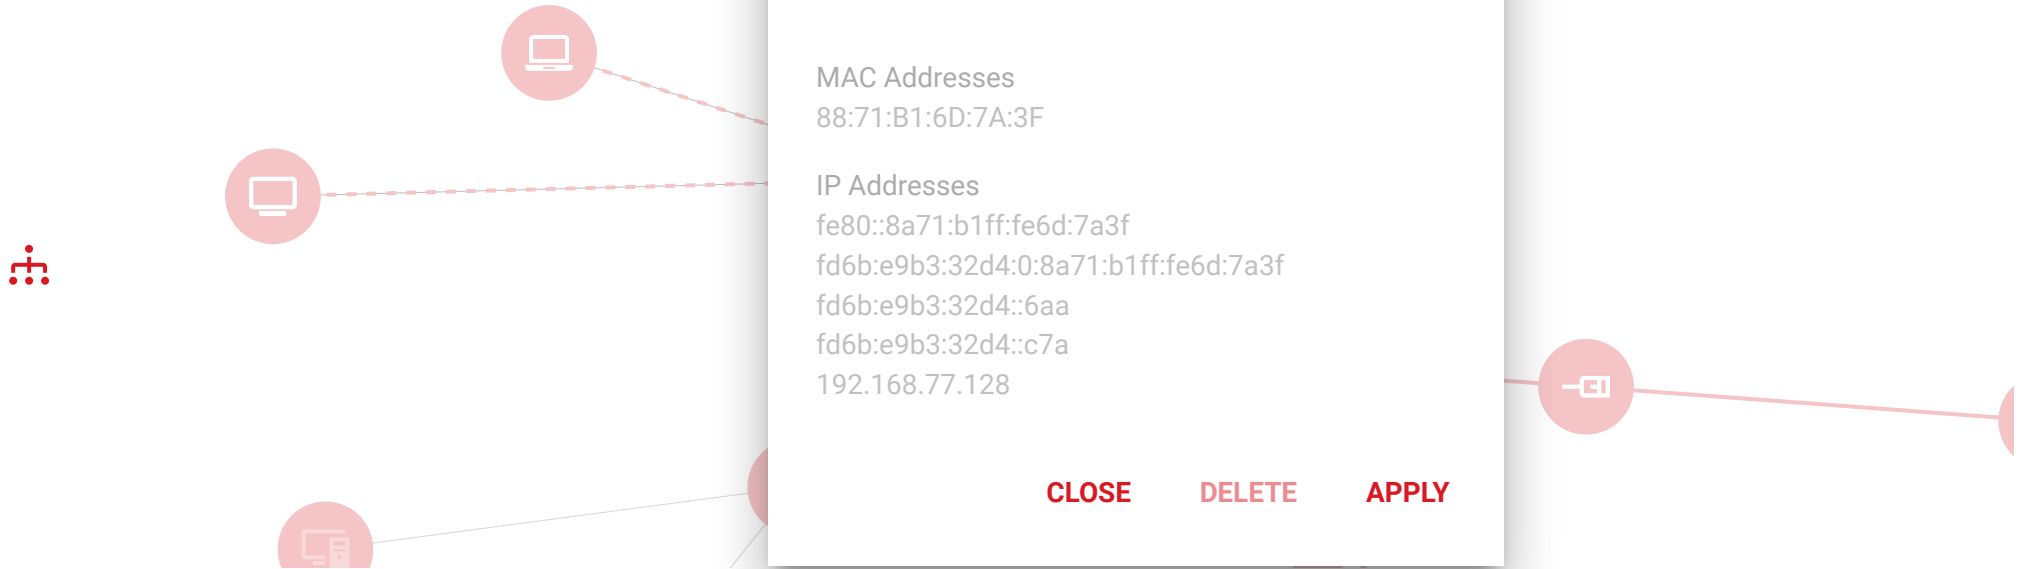 MAC Addresses
88:71:B1:6D:7A:3F
IP Addresses
fe80::8a71:b1ff:fe6d:7a3f
fd6b:e9b3:32d4:0:8a71:b1ff:fe6d:7a3f
fd6b:e9b3:32d4::6aa
fd6b:e9b3:32d4::c7a
192.168.77.128
CLOSE DELETE APPLY